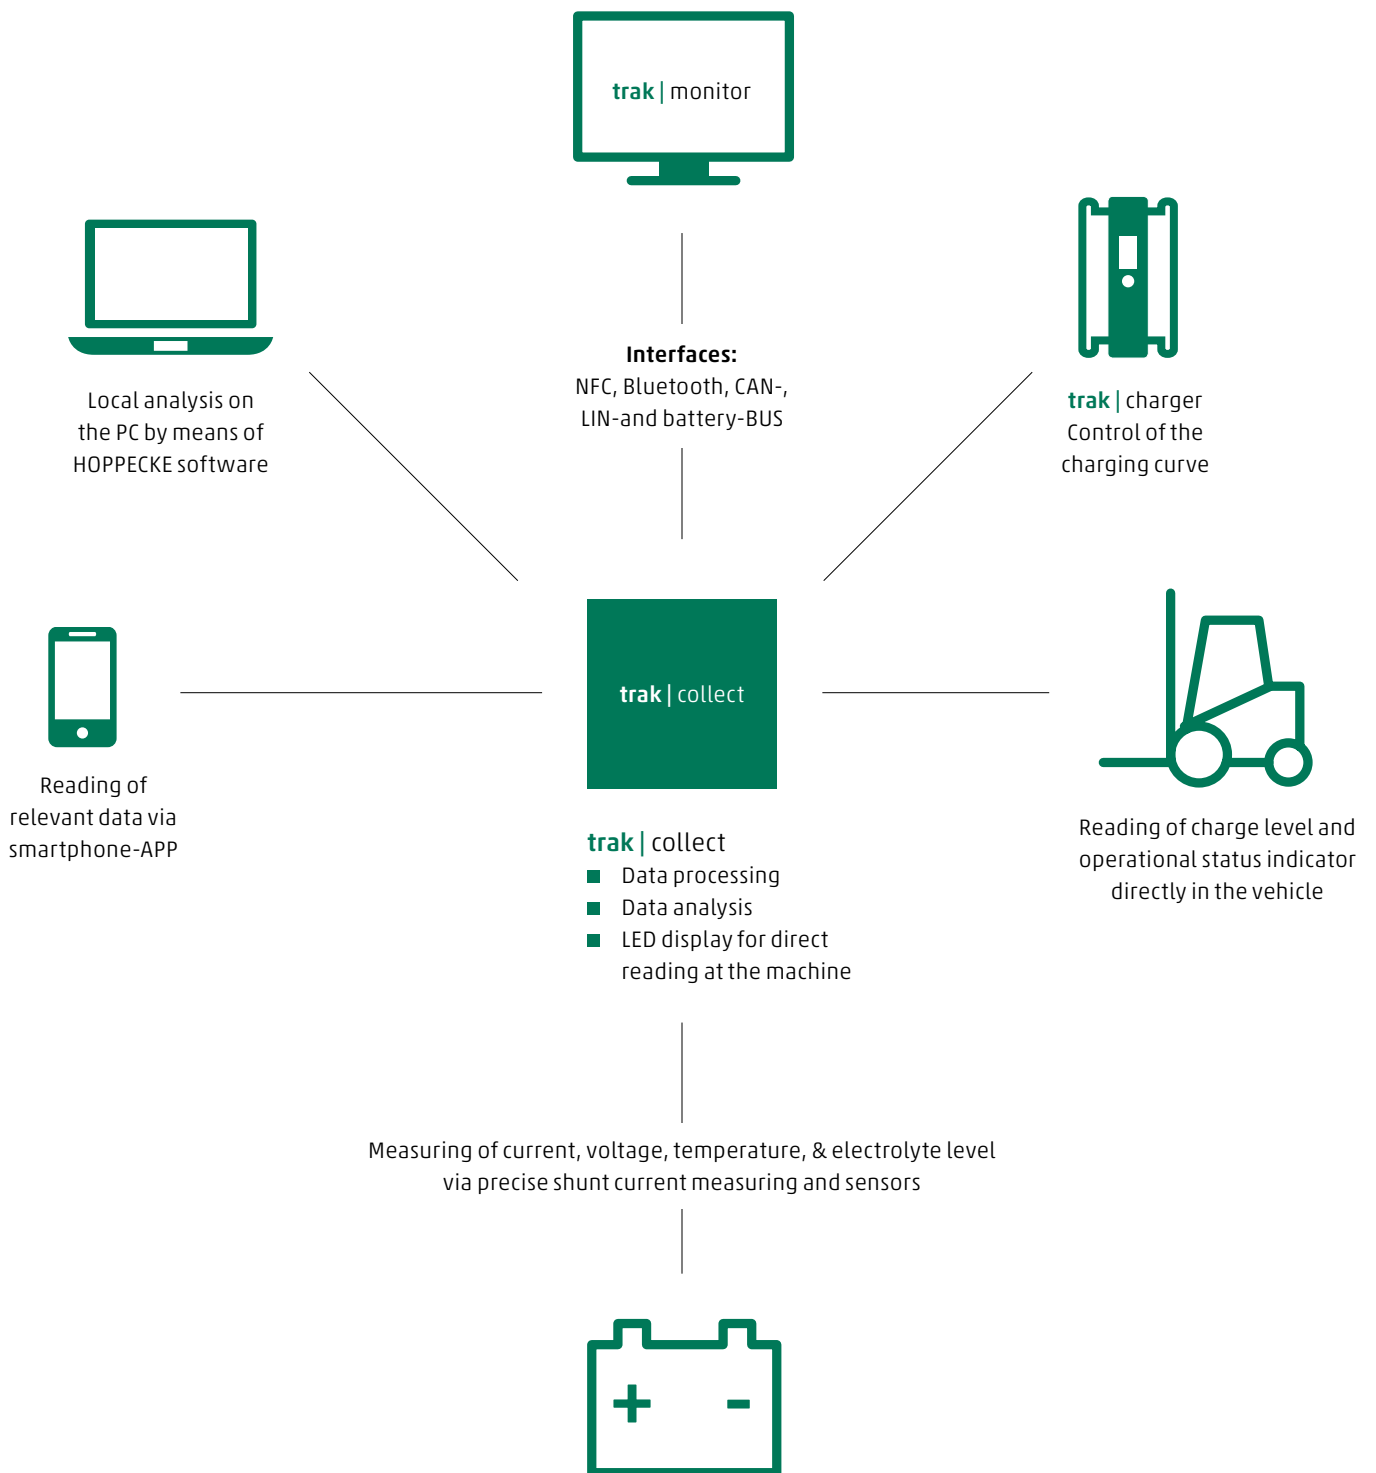 trak | monitor
Interfaces:
NFC, Bluetooth, CAN-,
LIN-and battery-BUS
Local analysis on
the PC by means of
HOPPECKE software
trak | charger
Control of the
charging curve
trak | collect
Reading of
relevant data via
smartphone-APP
Reading of charge level and
operational status indicator
directly in the vehicle
trak | collect
Data processing
Data analysis
LED display for direct
reading at the machine
Measuring of current, voltage, temperature, & electrolyte level
via precise shunt current measuring and sensors
+ -